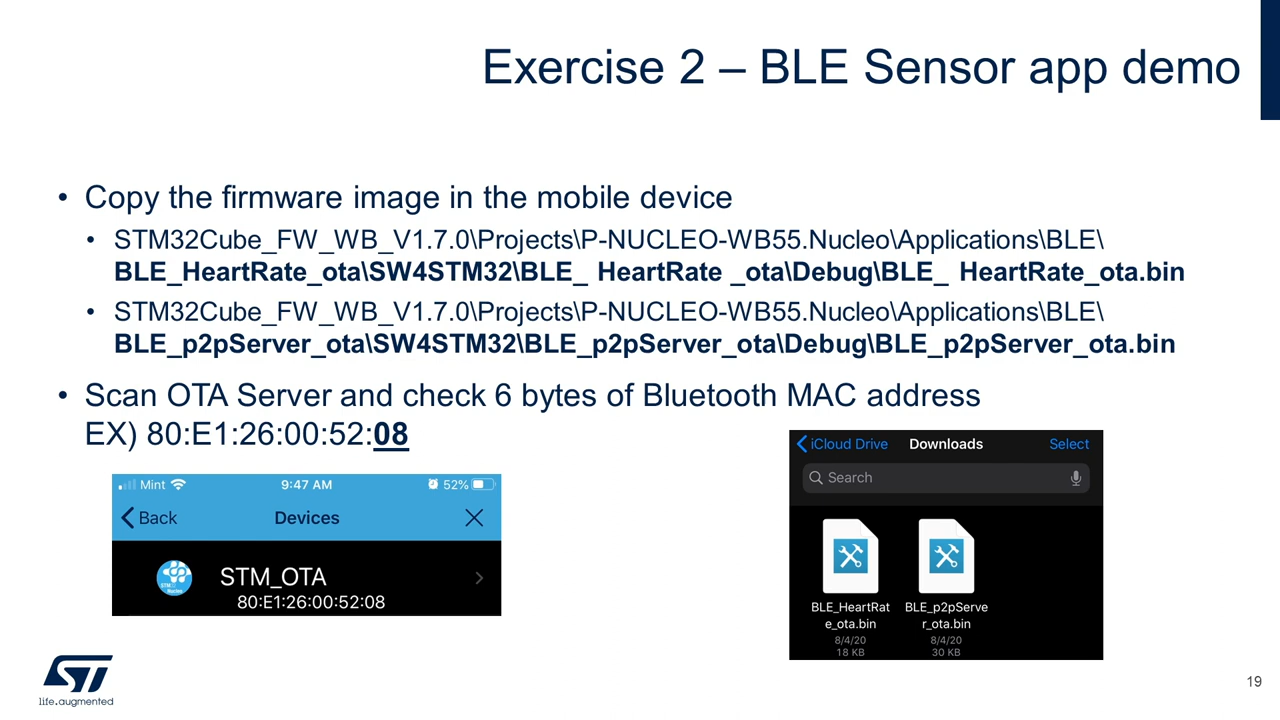 Exercise 2 – BLE Sensor app demo
• Copy the firmware image in the mobile device
• STM32Cube_FW_WB_V1.7.0\Projects\P-NUCLEO-WB55.Nucleo\Applications\BLE\
BLE_HeartRate_ota\SW4STM32\BLE_ HeartRate _ota\Debug\BLE_ HeartRate_ota.bin
• STM32Cube_FW_WB_V1.7.0\Projects\P-NUCLEO-WB55.Nucleo\Applications\BLE\
BLE_p2pServer_ota\SW4STM32\BLE_p2pServer_ota\Debug\BLE_p2pServer_ota.bin
• Scan OTA Server and check 6 bytes of Bluetooth MAC address
EX) 80:E1:26:00:52:08
Mint 9:47 AM 52%
Back Devices
STM_OTA
80:E1:26:00:52:08
iCloud Drive Downloads Select
Search
BLE_HeartRat
e_ota.bin
8/4/20
18 KB
BLE_p2pServe
r_ota.bin
8/4/20
30 KB
ST
life.augmented
19